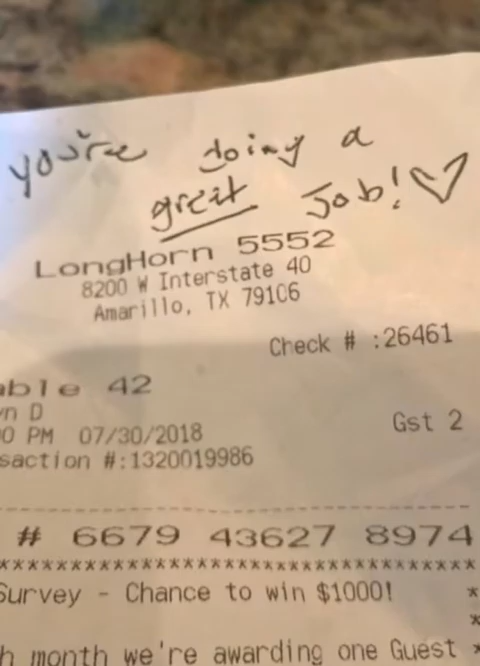 you're doing a
great Job! ♡
LongHorn 5552
8200 W Interstate 40
Amarillo, TX 79106
Check # :26461
able 42
n D
0 PM 07/30/2018
Gst 2
saction #:1320019986
# 6679 43627 8974
****************************************
Survey - Chance to win $1000!
*
*
h month we're awarding one Guest *